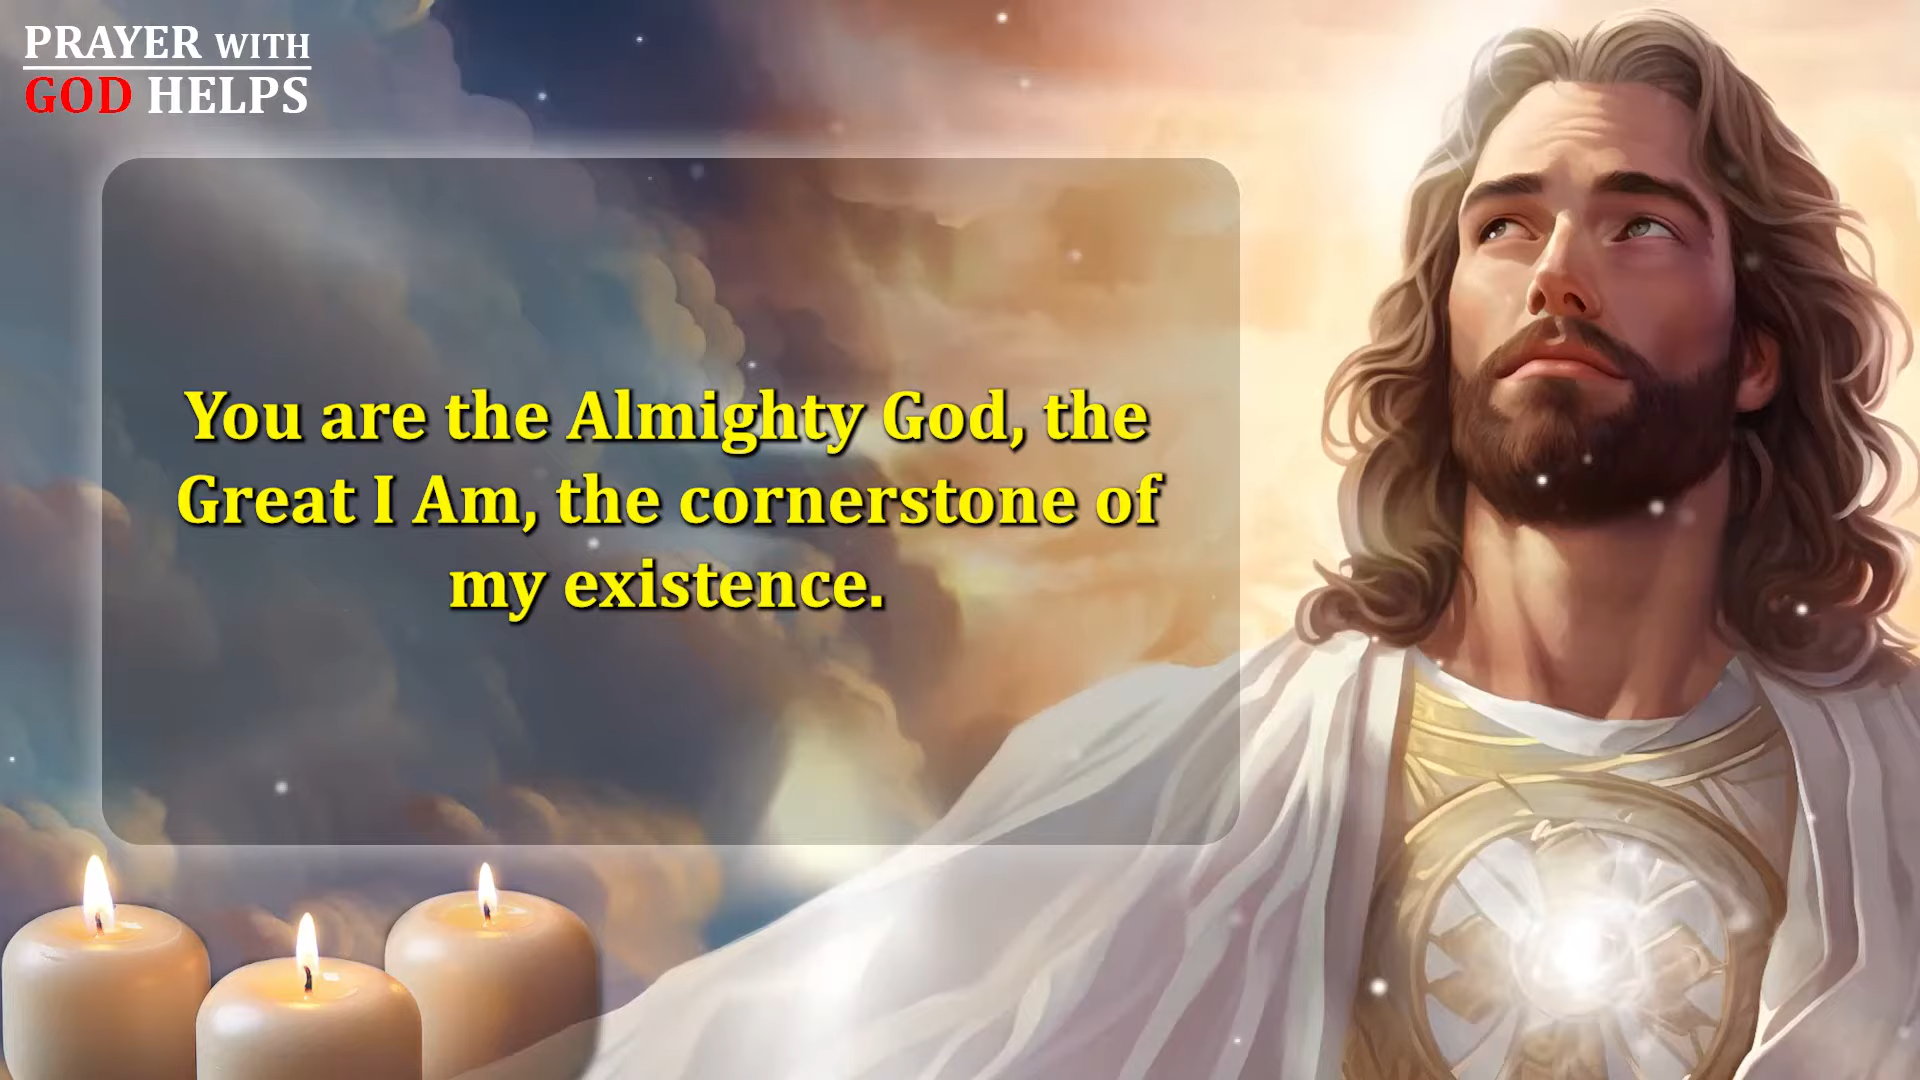 PRAYER WITH
GOD HELPS
You are the Almighty God, the
Great I Am, the cornerstone of
my existence.